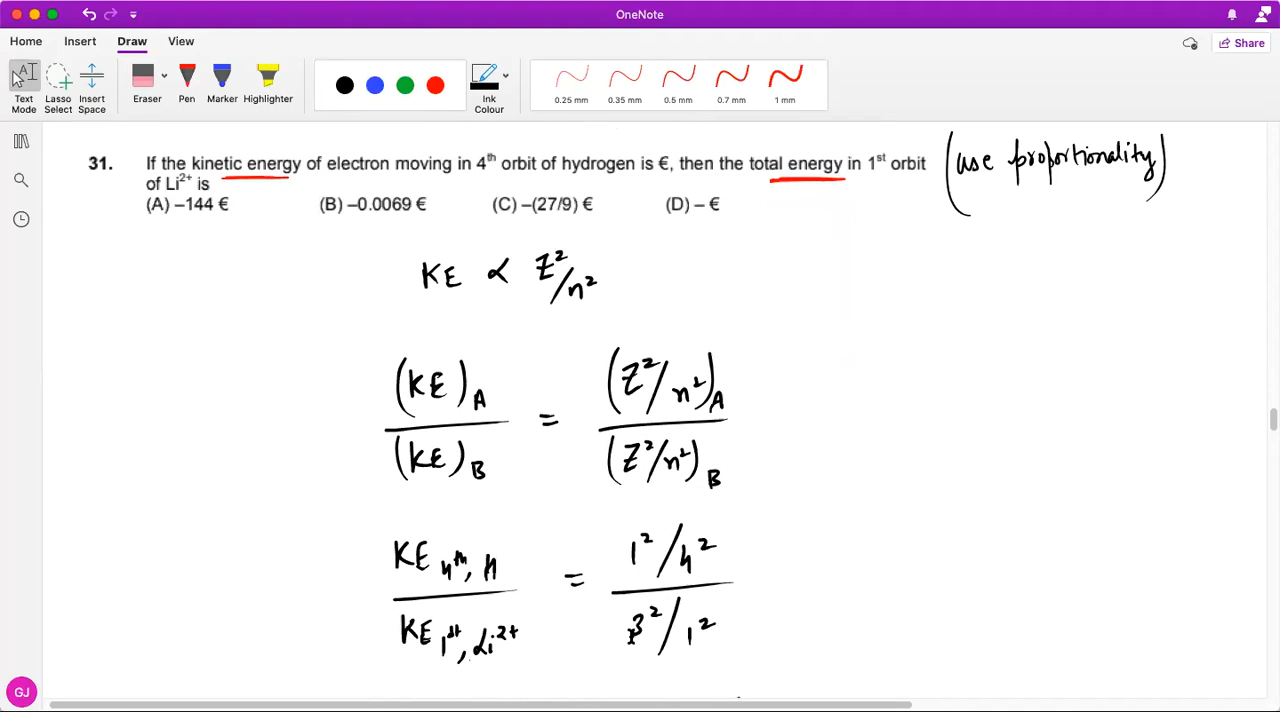 OneNote
Home Insert Draw View
Share
Text Mode
Lasso Select
Insert Space
Eraser
Pen
Marker
Highlighter
Ink Colour
0.25 mm
0.35 mm
0.5 mm
0.7 mm
1 mm
31. If the kinetic energy of electron moving in 4th orbit of hydrogen is €, then the total energy in 1st orbit
of Li2+ is
(A) –144 € (B) –0.0069 € (C) –(27/9) € (D) – €
(use proportionality)
KE ∝ Z²/n²
(KE)A / (KE)B = (Z²/n²)A / (Z²/n²)B
KE 4th, H / KE 1st, Li2+ = 1²/4² / 3²/1²
GJ